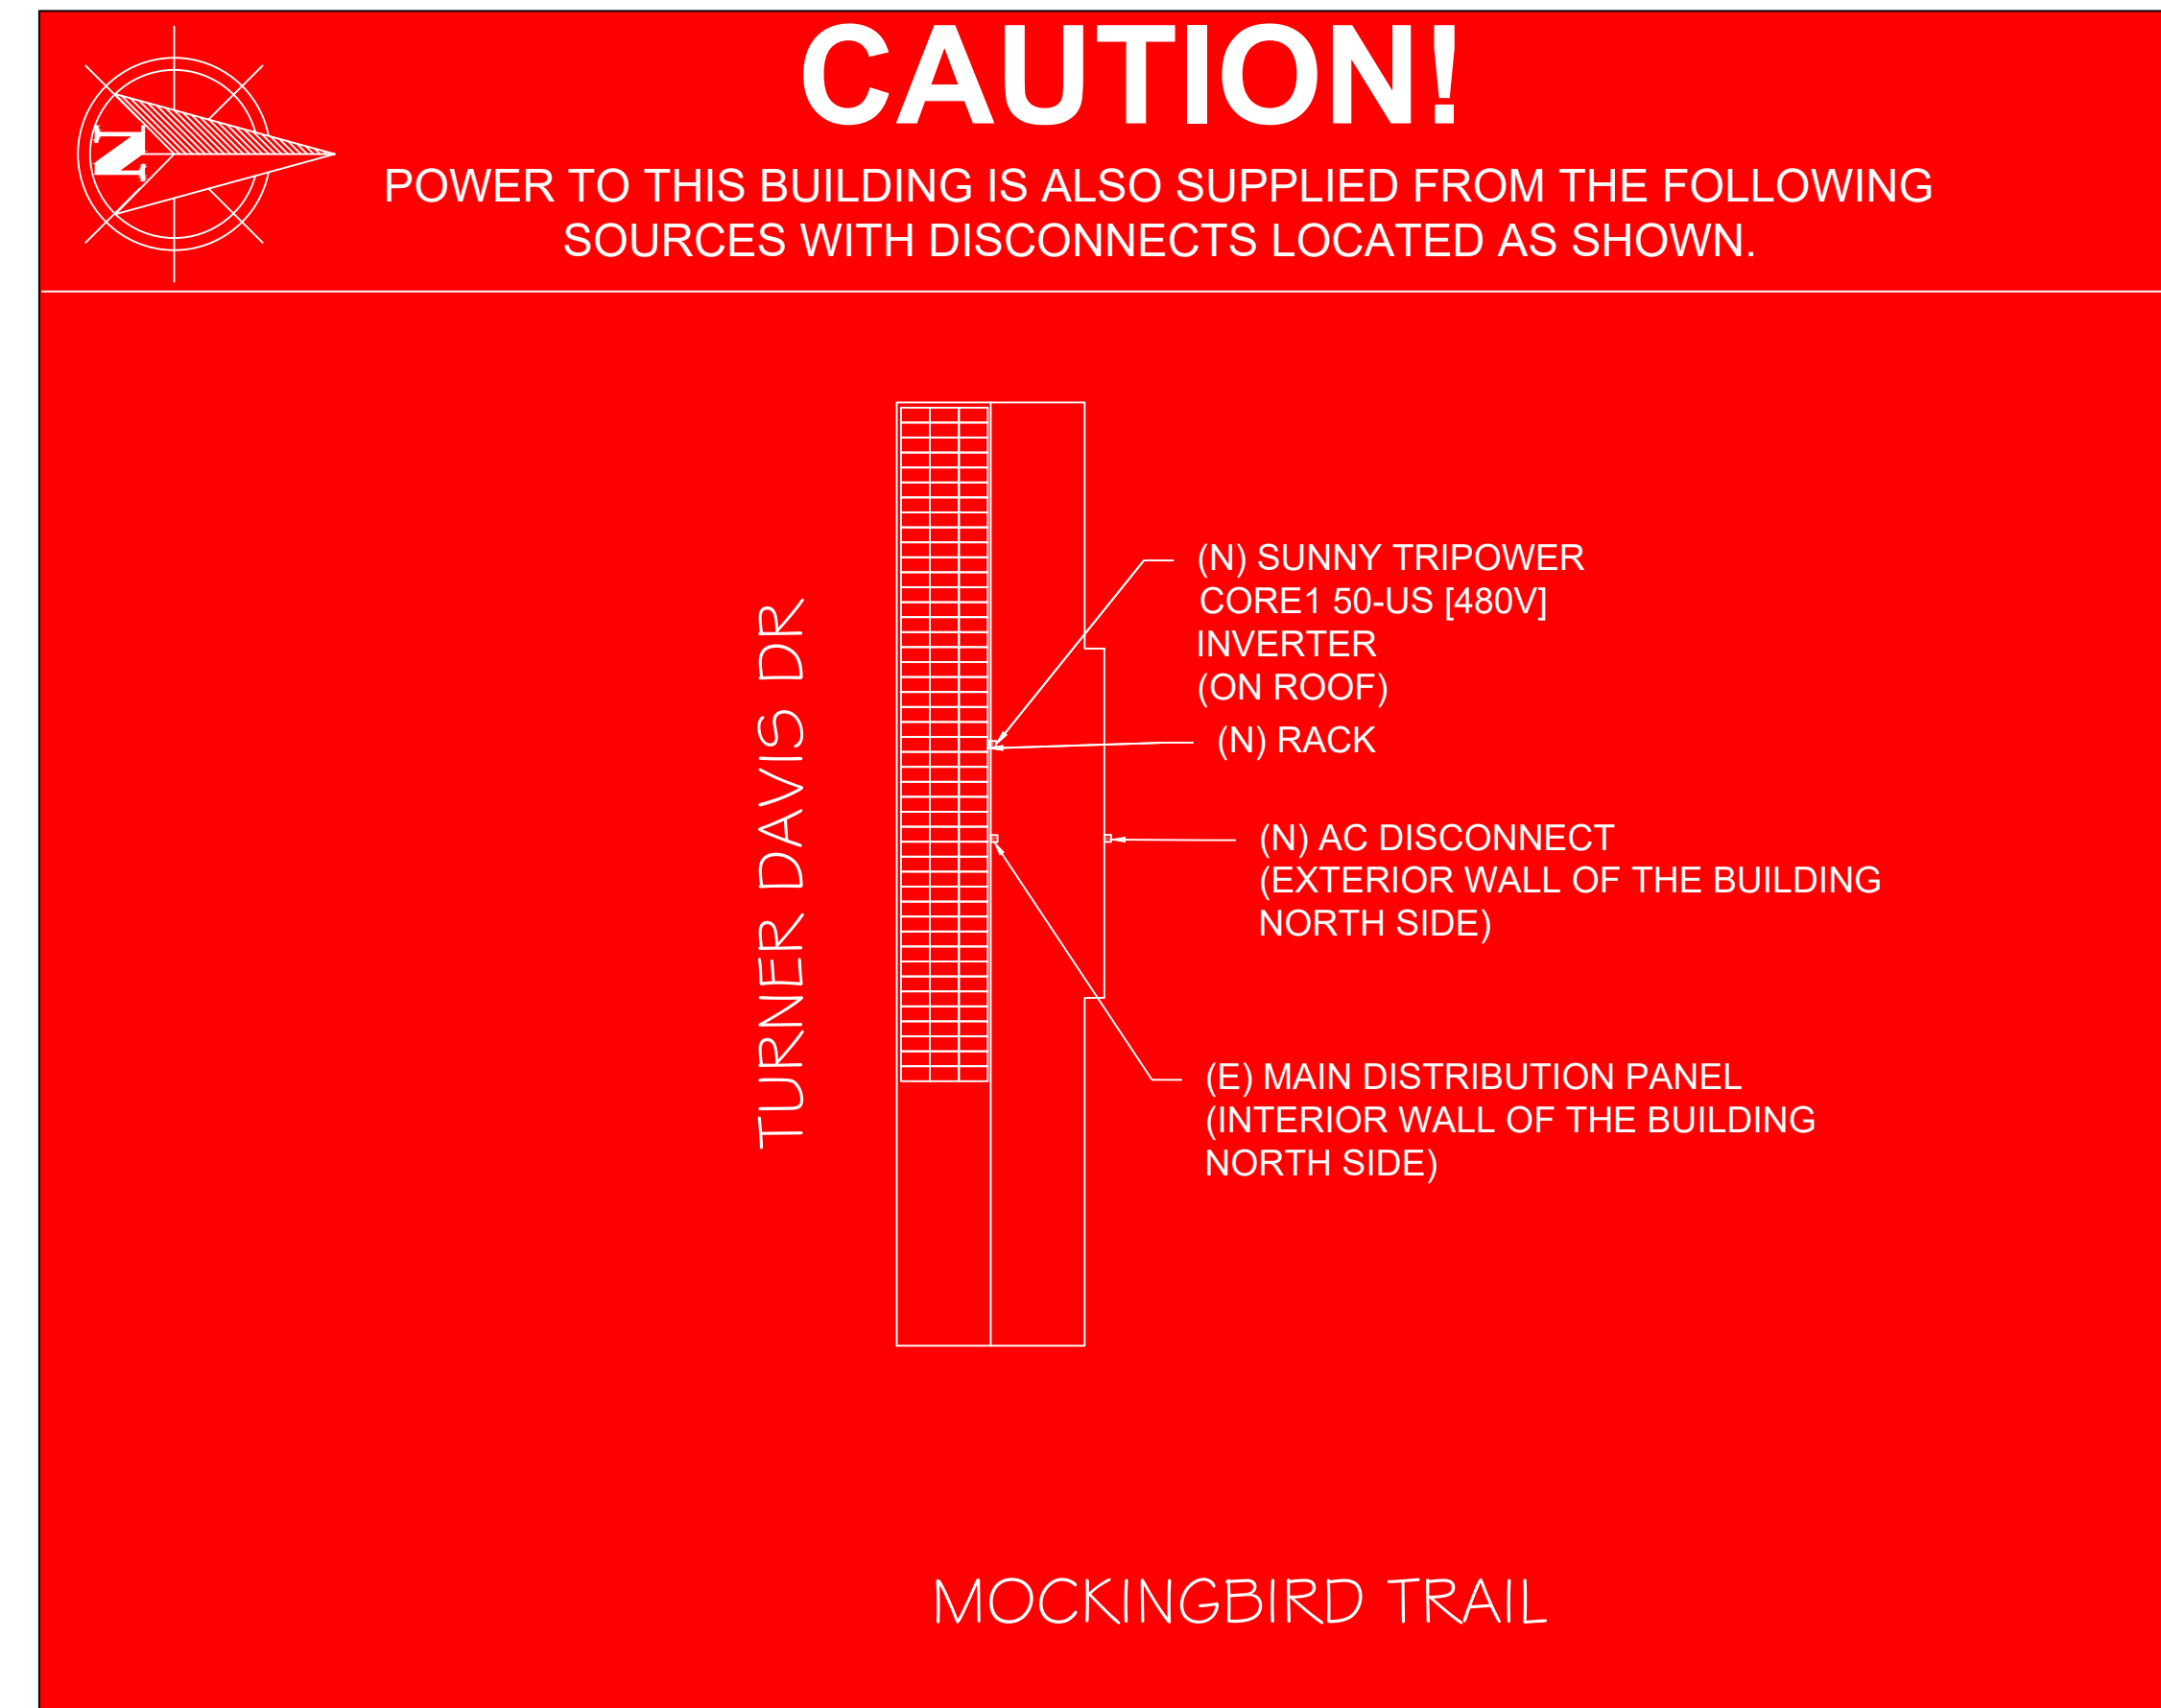 CAUTION!
N
POWER TO THIS BUILDING IS ALSO SUPPLIED FROM THE FOLLOWING
SOURCES WITH DISCONNECTS LOCATED AS SHOWN.
TURNER DAVIS DR
(N) SUNNY TRIPOWER
CORE1 50-US [480V]
INVERTER
(ON ROOF)
(N) RACK
(N) AC DISCONNECT
(EXTERIOR WALL OF THE BUILDING
NORTH SIDE)
(E) MAIN DISTRIBUTION PANEL
(INTERIOR WALL OF THE BUILDING
NORTH SIDE)
MOCKINGBIRD TRAIL